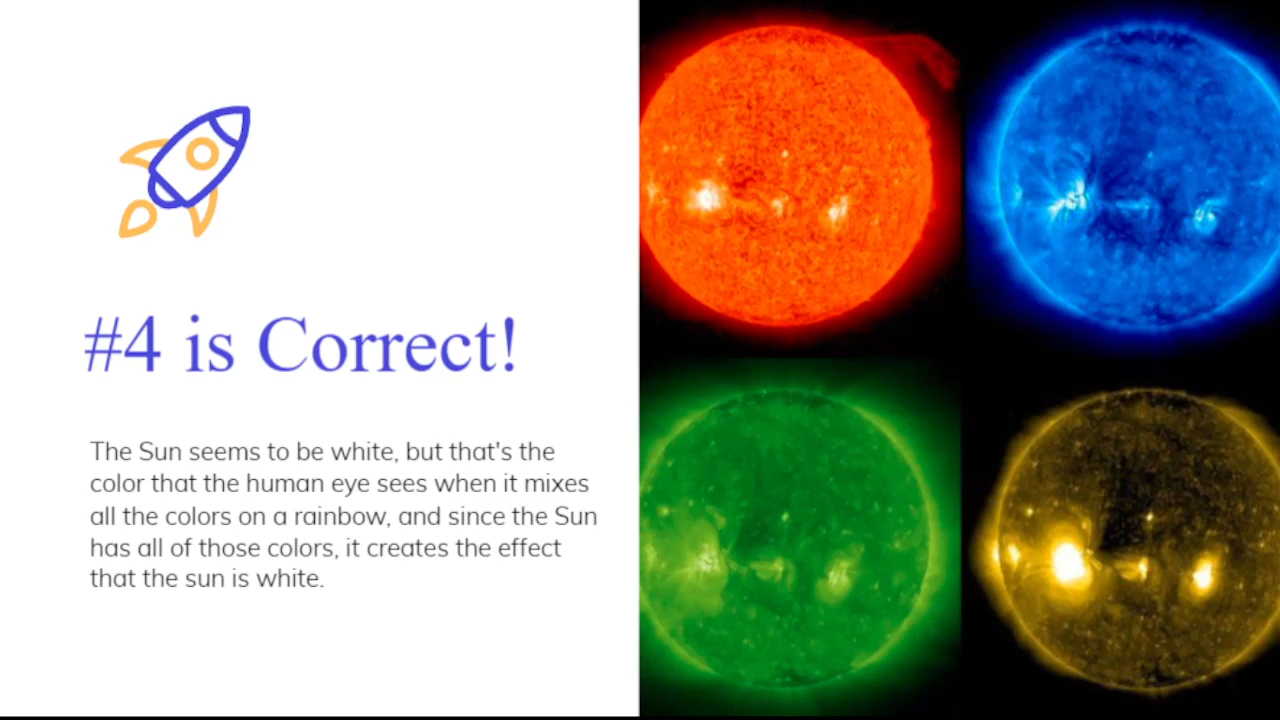 #4 is Correct!
The Sun seems to be white, but that's the
color that the human eye sees when it mixes
all the colors on a rainbow, and since the Sun
has all of those colors, it creates the effect
that the sun is white.